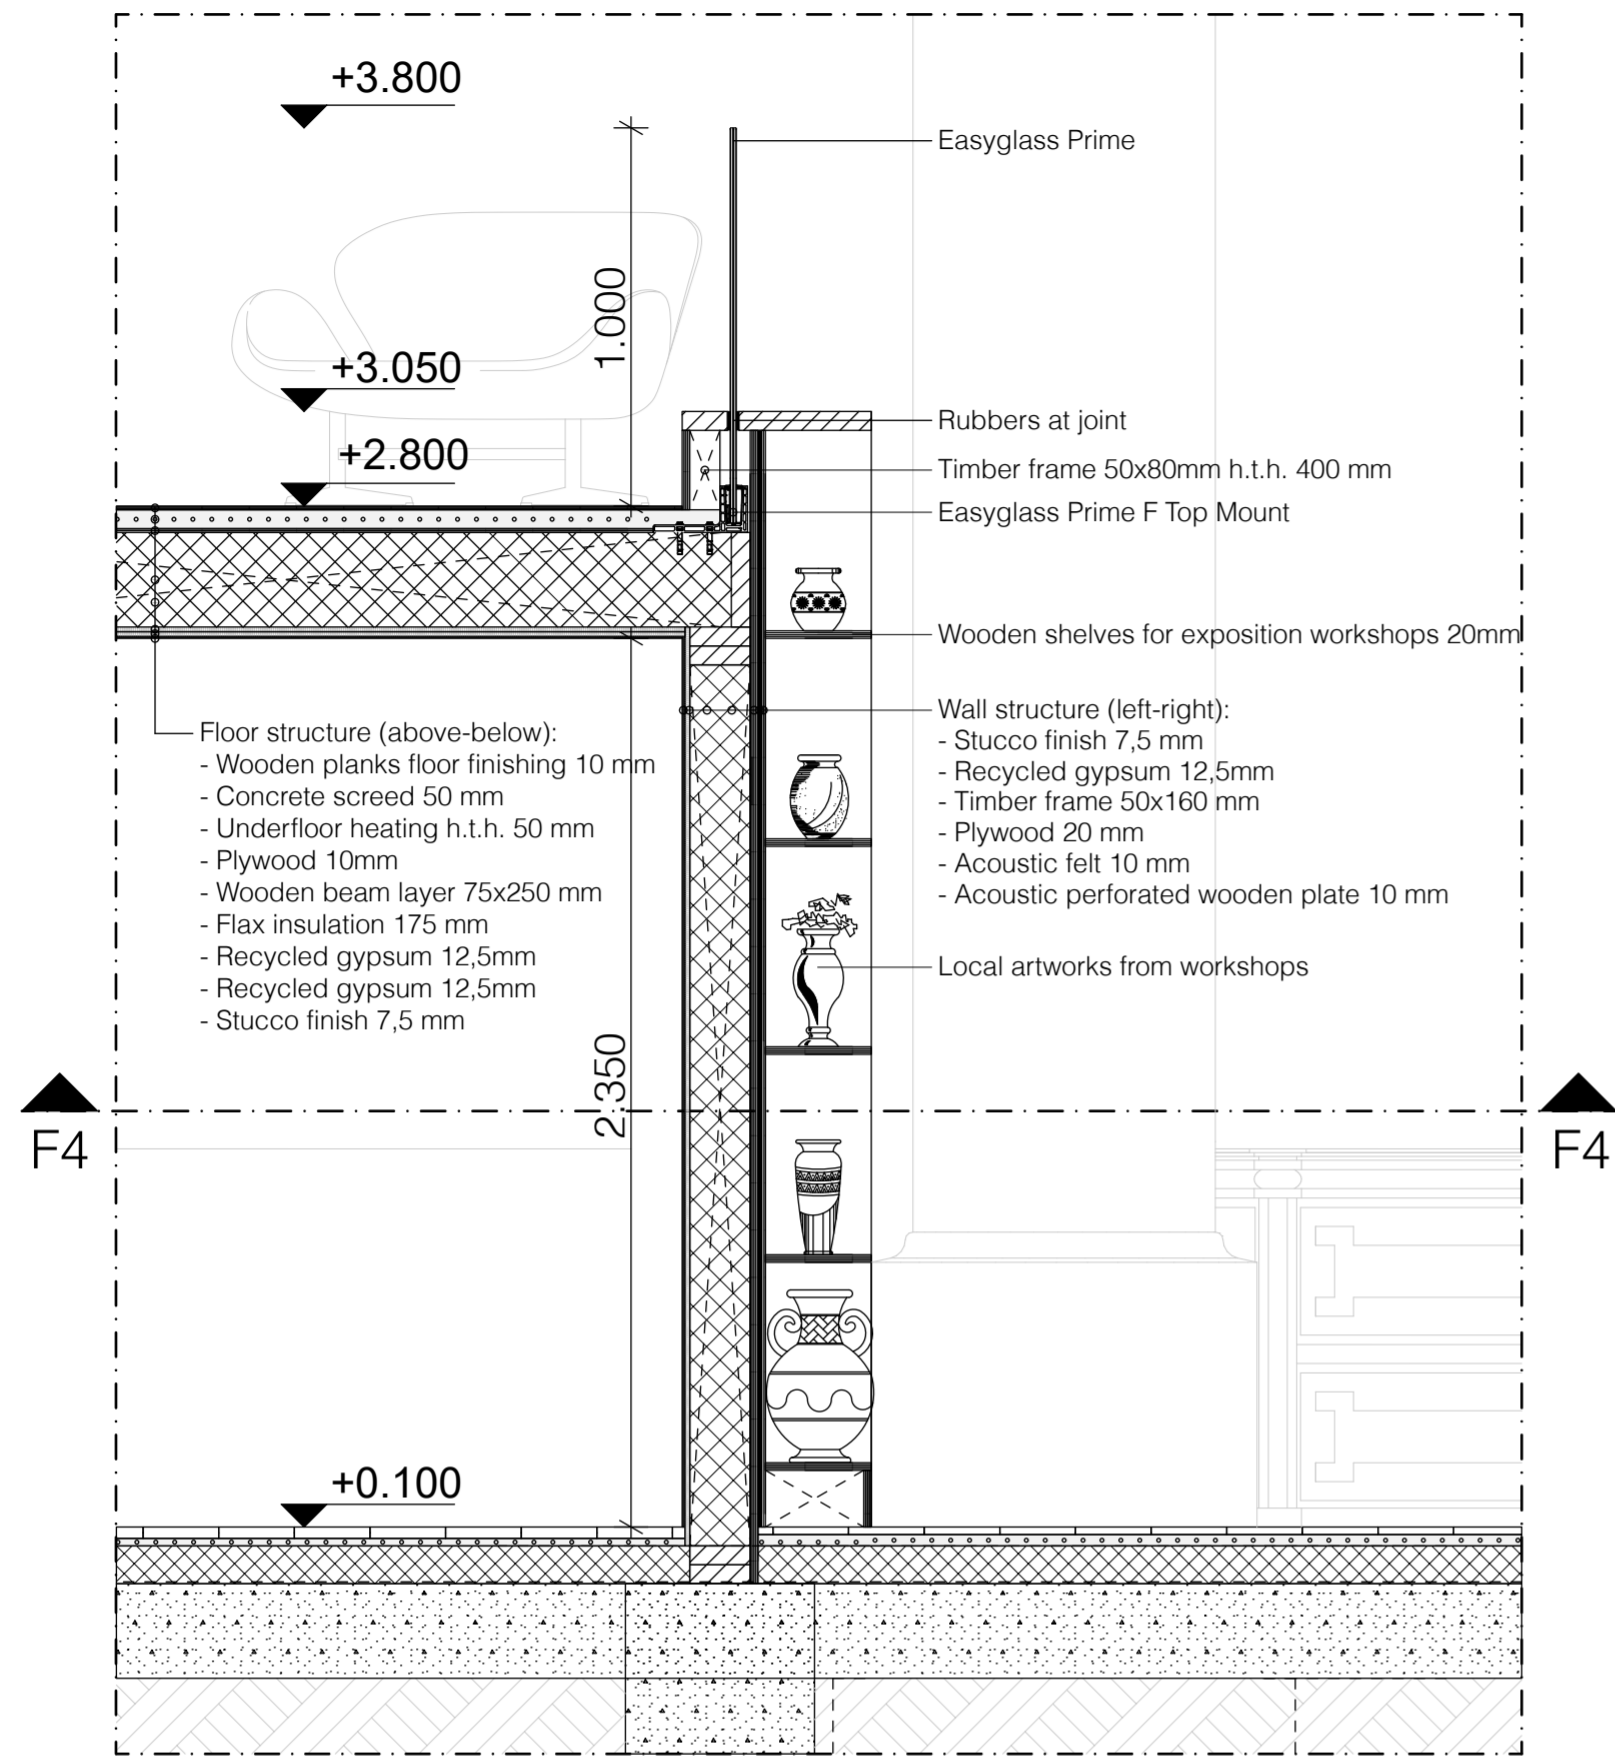 +3.800
Easyglass Prime
1.000
+3.050
Rubbers at joint
+2.800
Timber frame 50x80mm h.t.h. 400 mm
Easyglass Prime F Top Mount
Wooden shelves for exposition workshops 20mm
Floor structure (above-below):
- Wooden planks floor finishing 10 mm
- Concrete screed 50 mm
- Underfloor heating h.t.h. 50 mm
- Plywood 10mm
- Wooden beam layer 75x250 mm
- Flax insulation 175 mm
- Recycled gypsum 12,5mm
- Recycled gypsum 12,5mm
- Stucco finish 7,5 mm
Wall structure (left-right):
- Stucco finish 7,5 mm
- Recycled gypsum 12,5mm
- Timber frame 50x160 mm
- Plywood 20 mm
- Acoustic felt 10 mm
- Acoustic perforated wooden plate 10 mm
Local artworks from workshops
2.350
F4
F4
+0.100